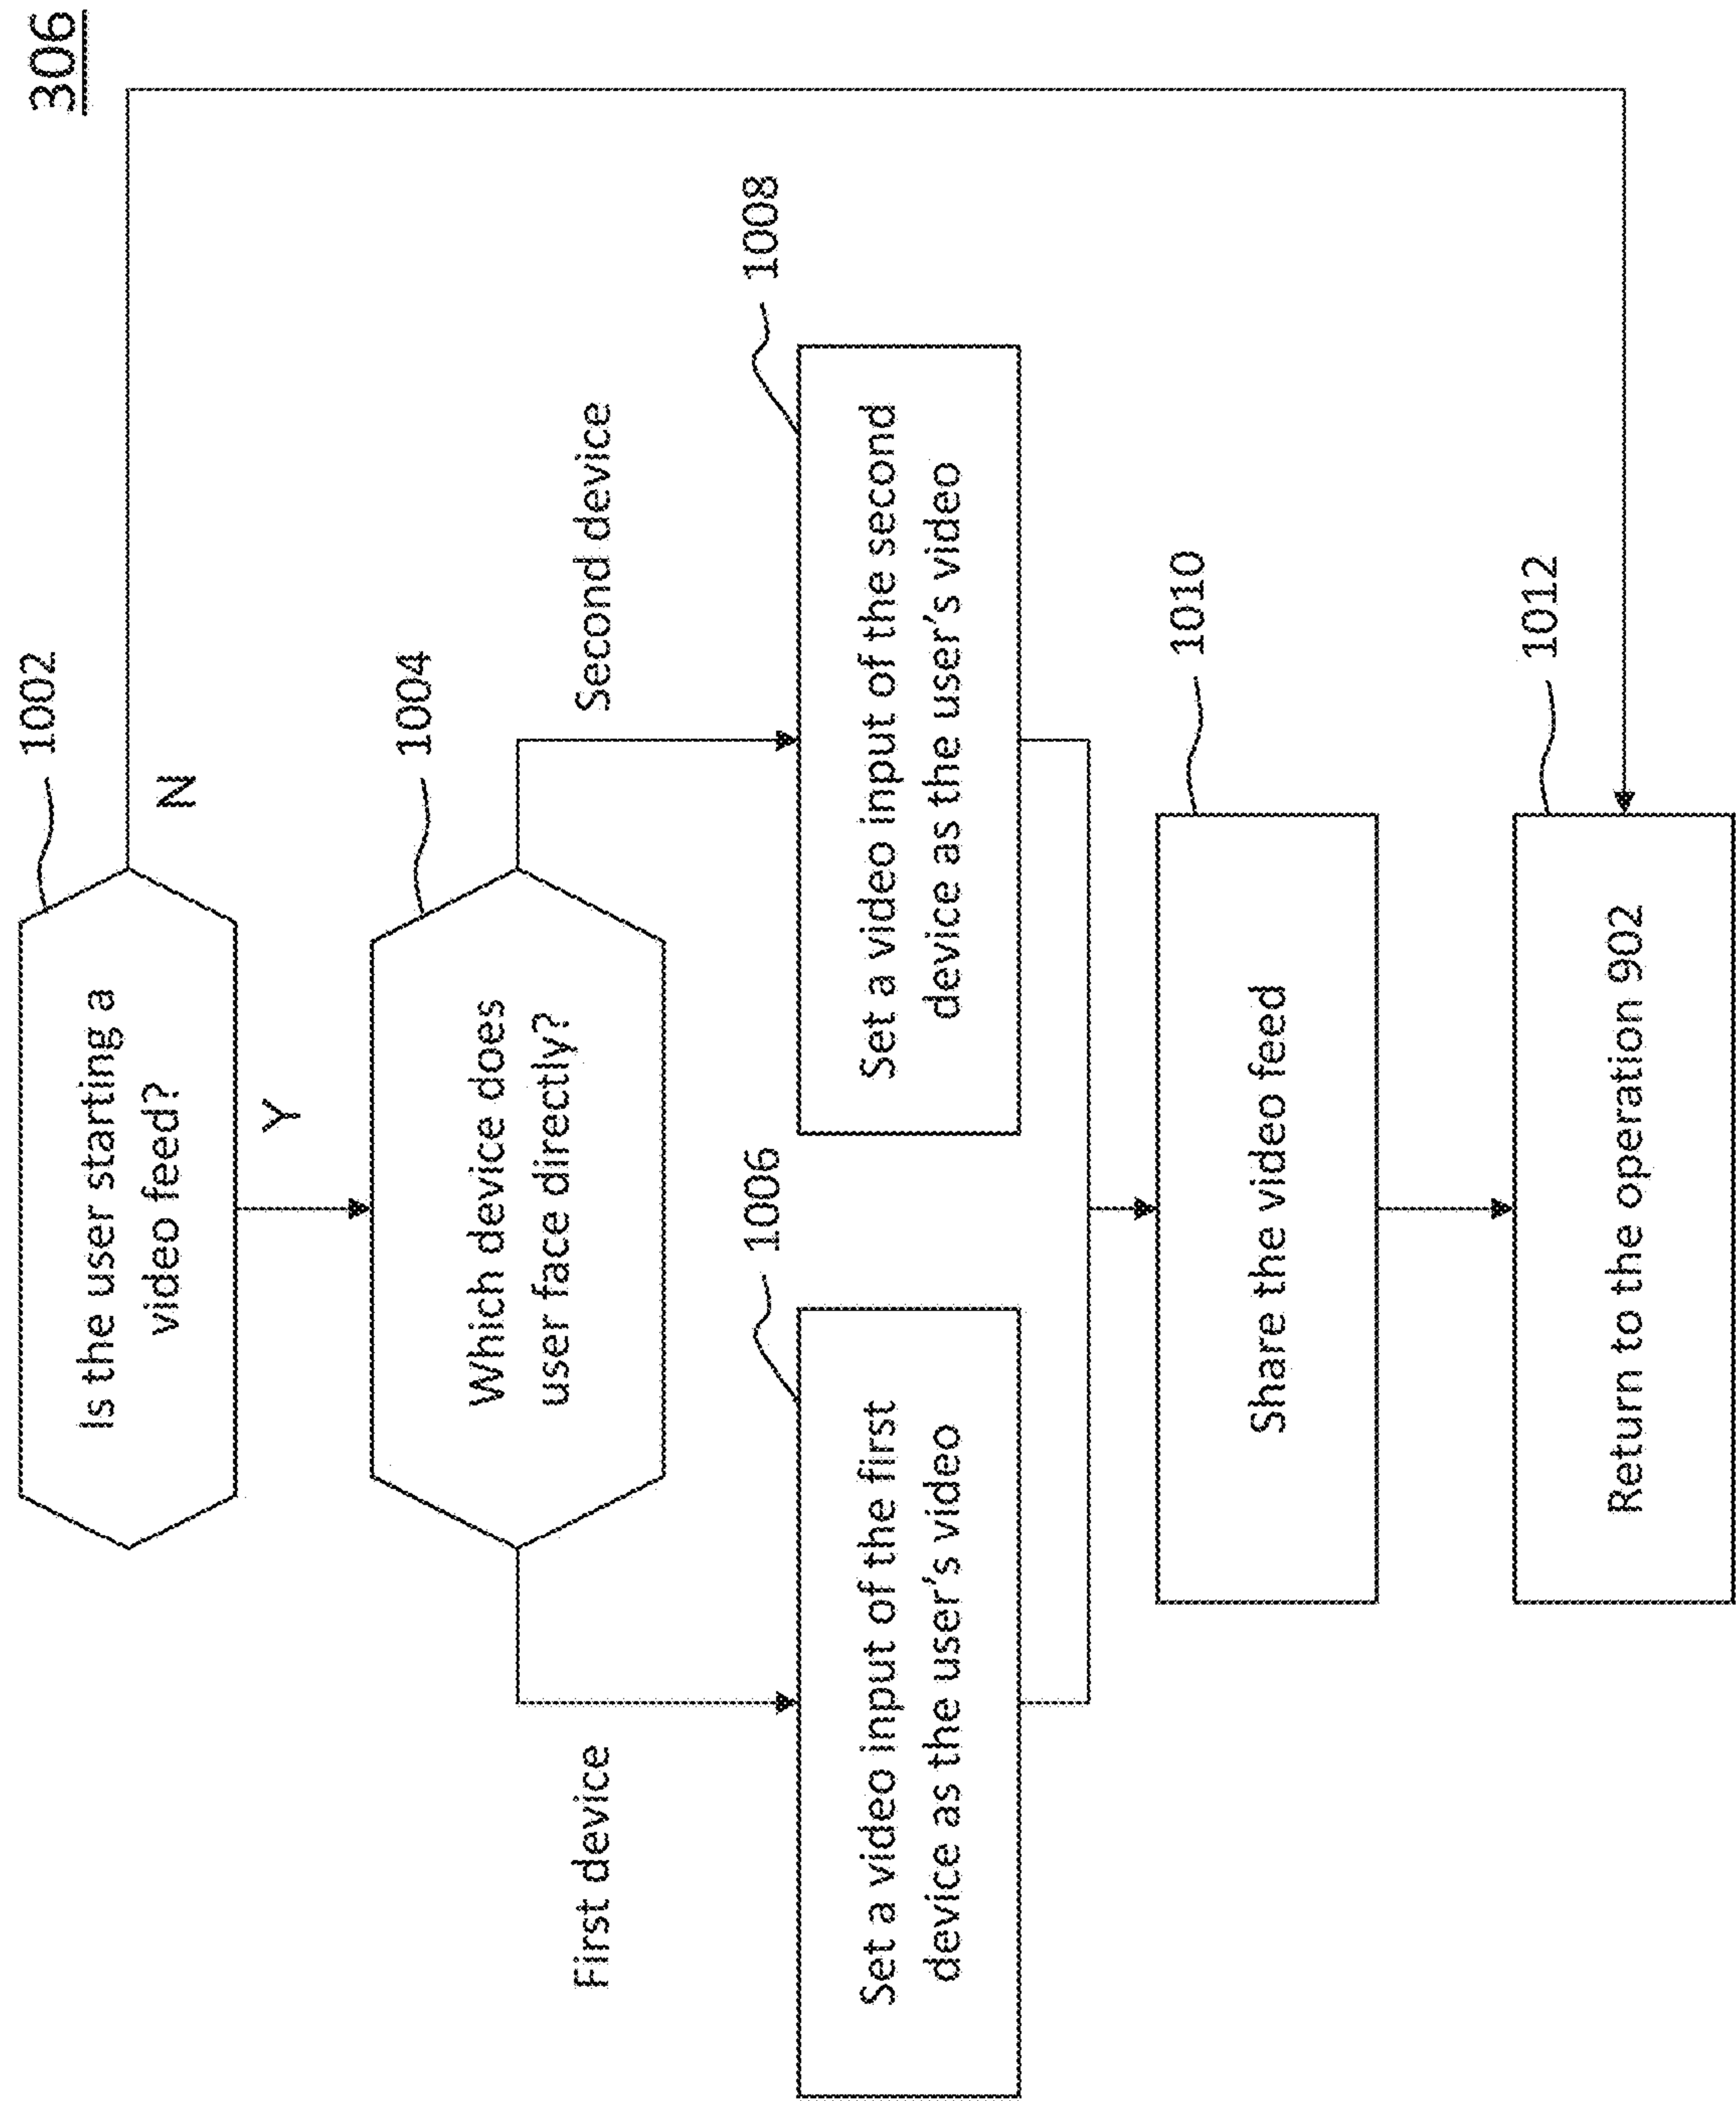 306
1002
Is the user starting a
video feed?
N
Y
1004
Which device does
user face directly?
First device
Second device
1006
Set a video input of the first
device as the user's video
1008
Set a video input of the second
device as the user's video
1010
Share the video feed
1012
Return to the operation 902